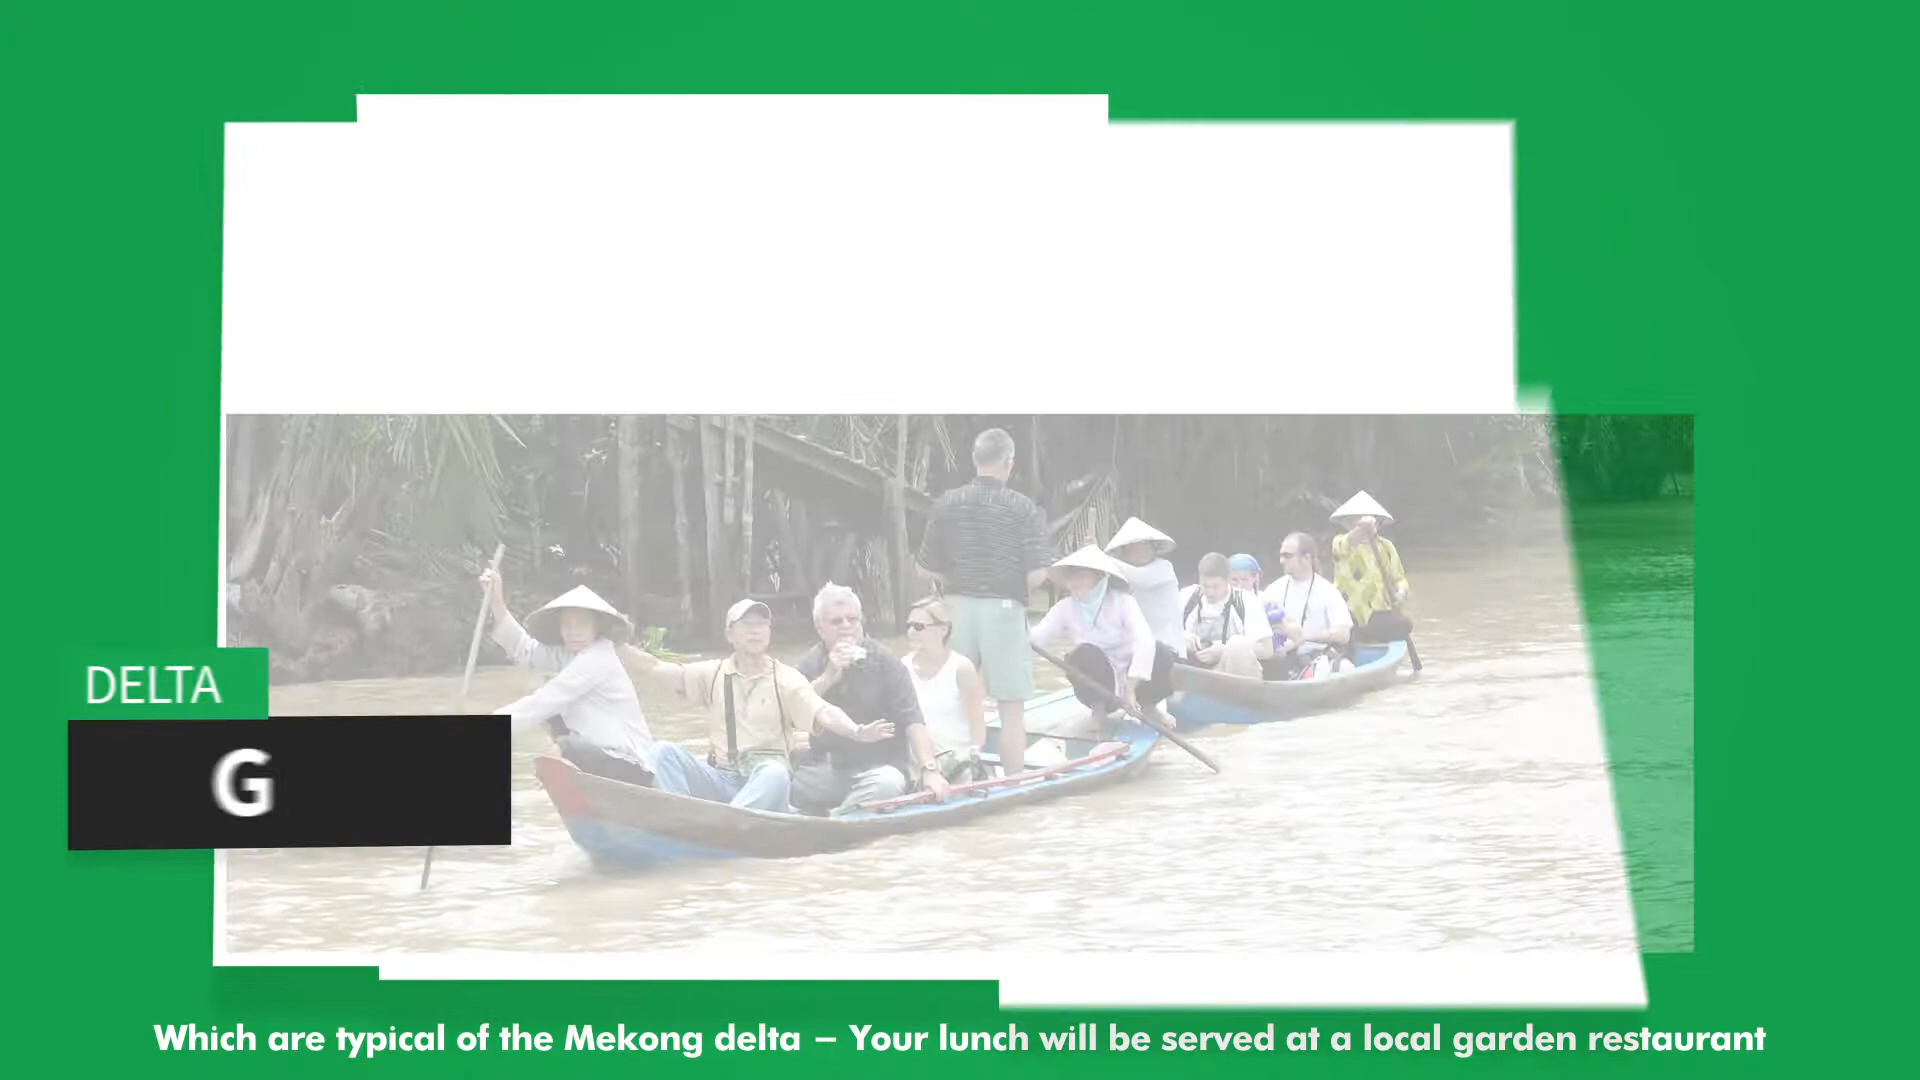 DELTA
G
Which are typical of the Mekong delta – Your lunch will be served at a local garden restaurant